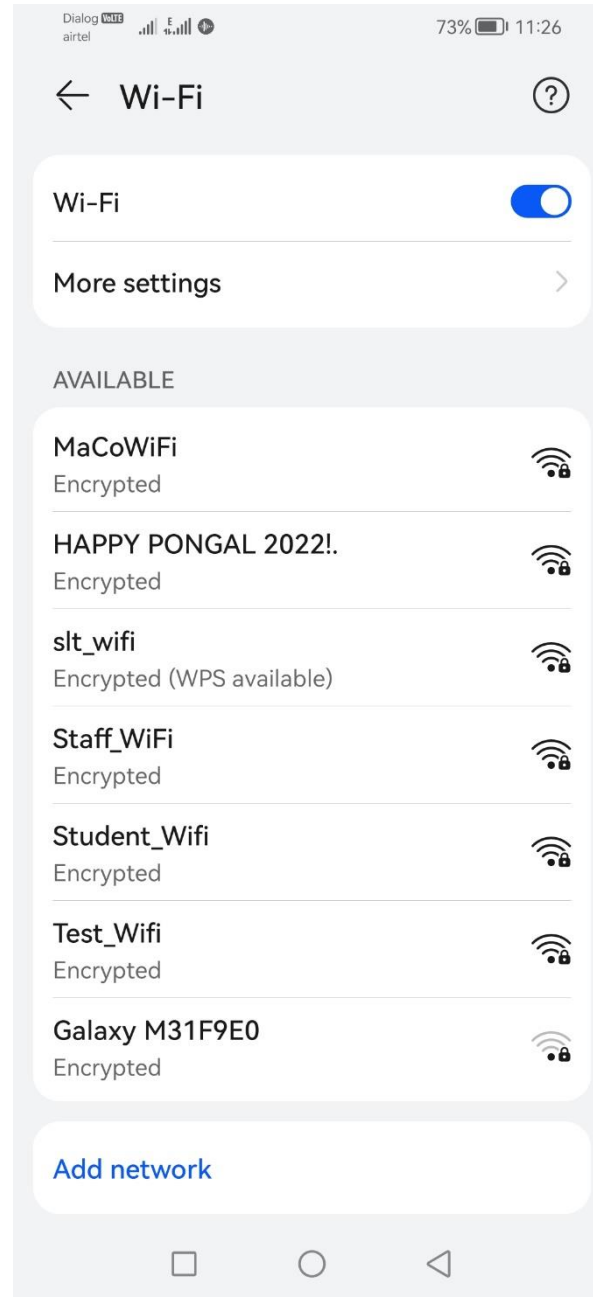 Dialog VoLTE
airtel
E
73% 11:26
Wi-Fi
?
Wi-Fi
More settings
AVAILABLE
MaCoWiFi
Encrypted
HAPPY PONGAL 2022!.
Encrypted
slt_wifi
Encrypted (WPS available)
Staff_WiFi
Encrypted
Student_Wifi
Encrypted
Test_Wifi
Encrypted
Galaxy M31F9E0
Encrypted
Add network